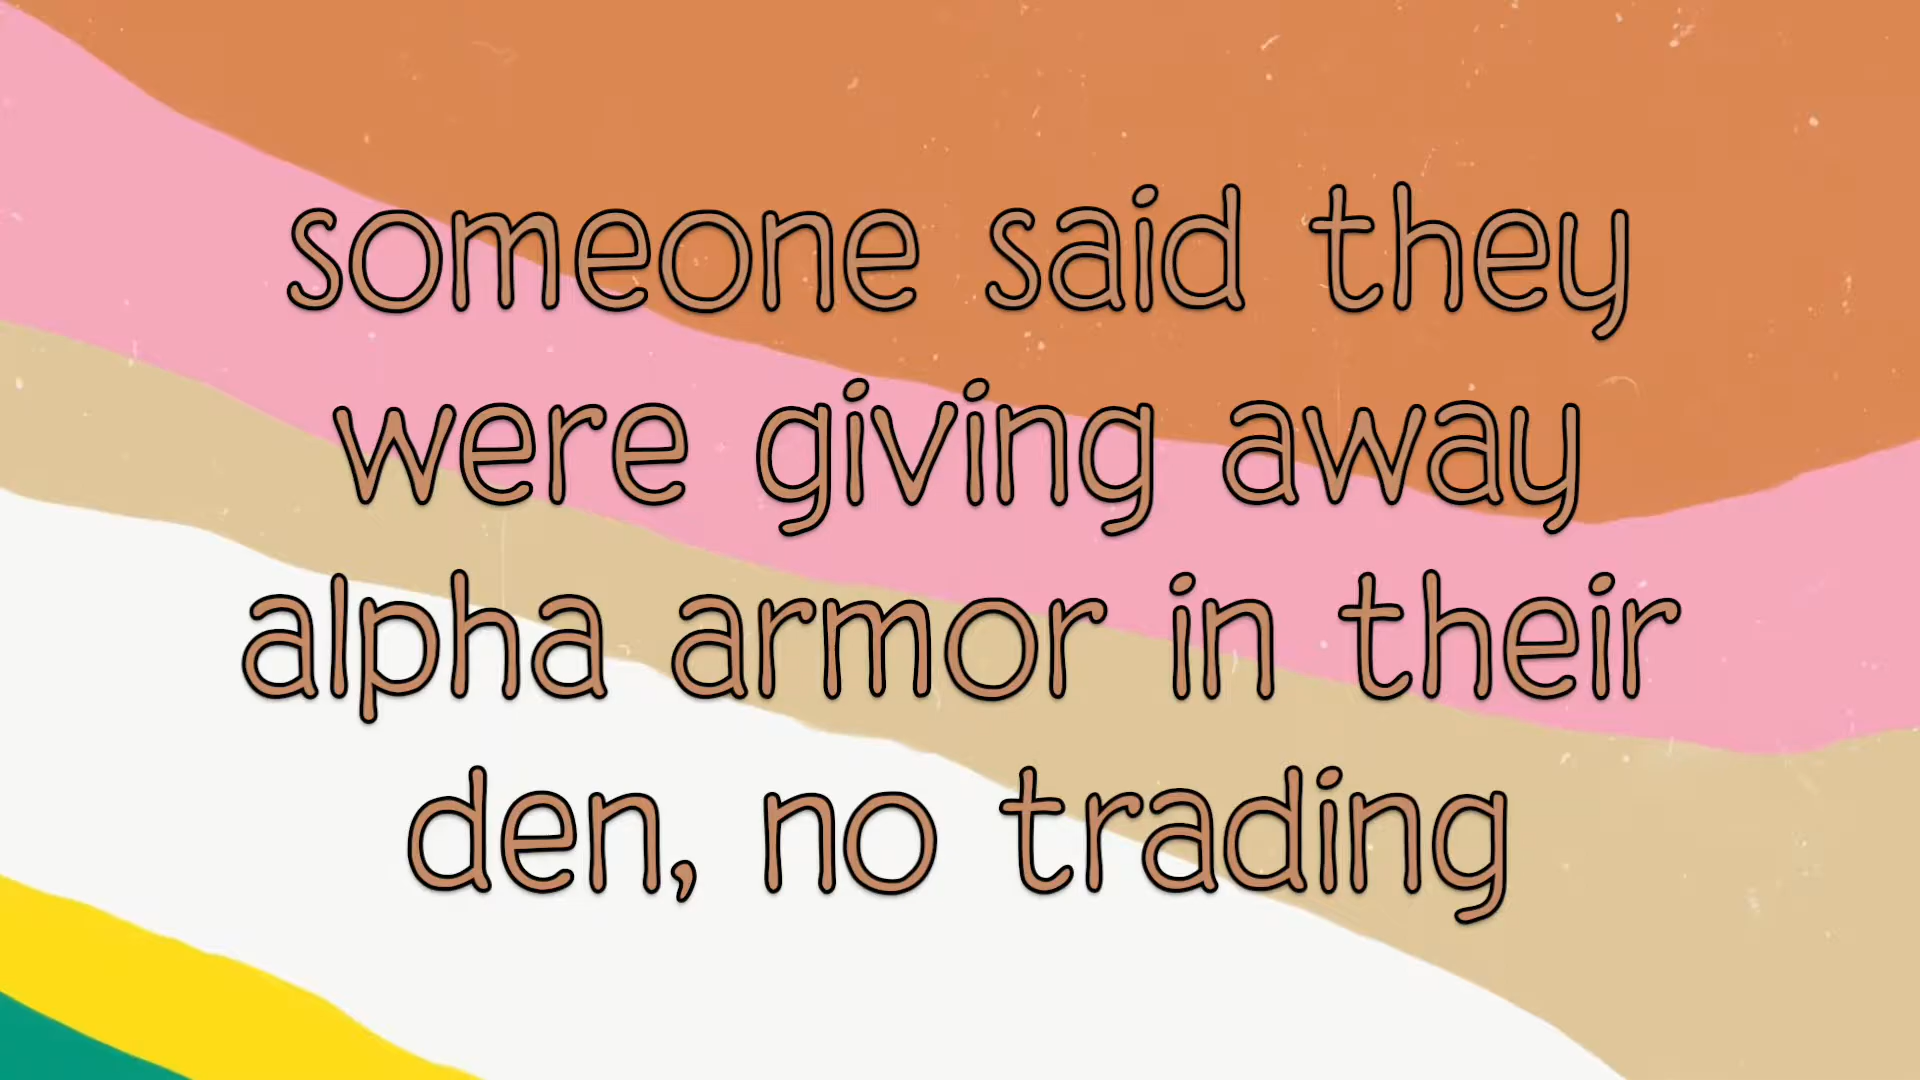 someone said they
were giving away
alpha armor in their
den, no trading